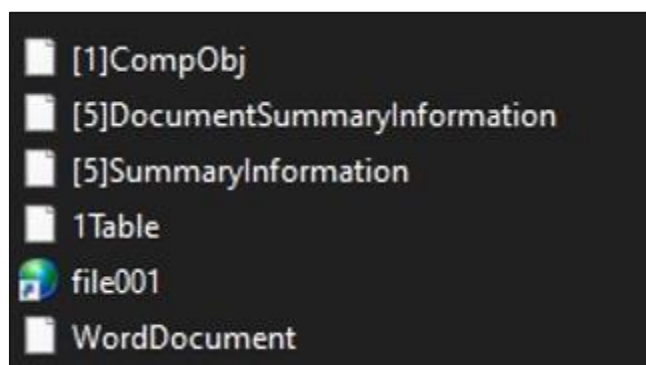 [1]CompObj
[5]DocumentSummaryInformation
[5]SummaryInformation
1Table
file001
WordDocument